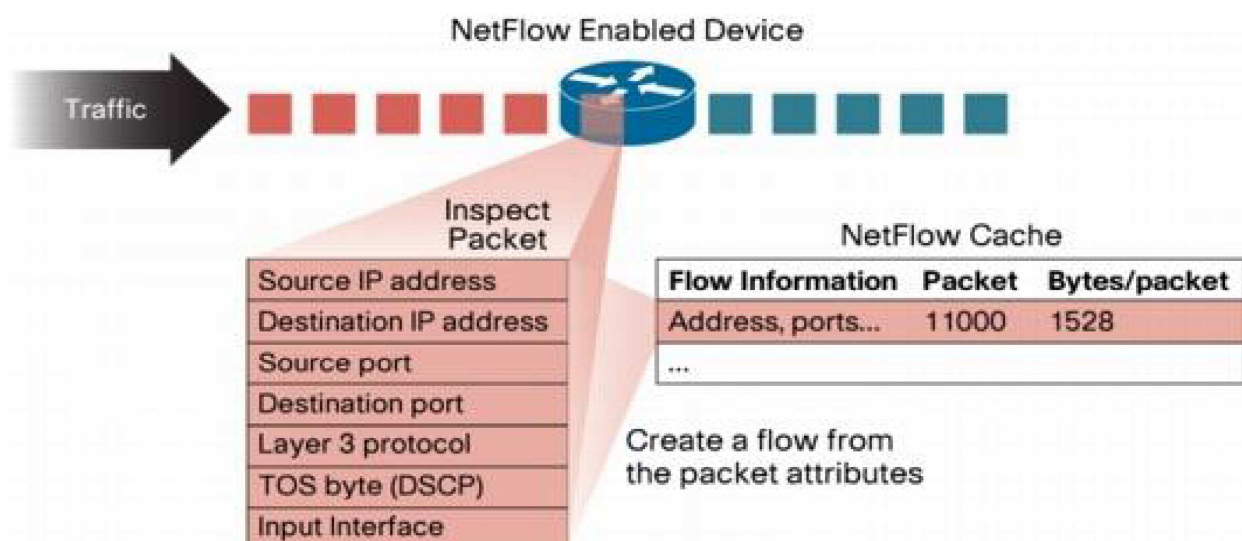 NetFlow Enabled Device
Traffic
Inspect
Packet
Source IP address
Destination IP address
Source port
Destination port
Layer 3 protocol
TOS byte (DSCP)
Input Interface
NetFlow Cache
Flow Information Packet Bytes/packet
Address, ports... 11000 1528
...
Create a flow from
the packet attributes